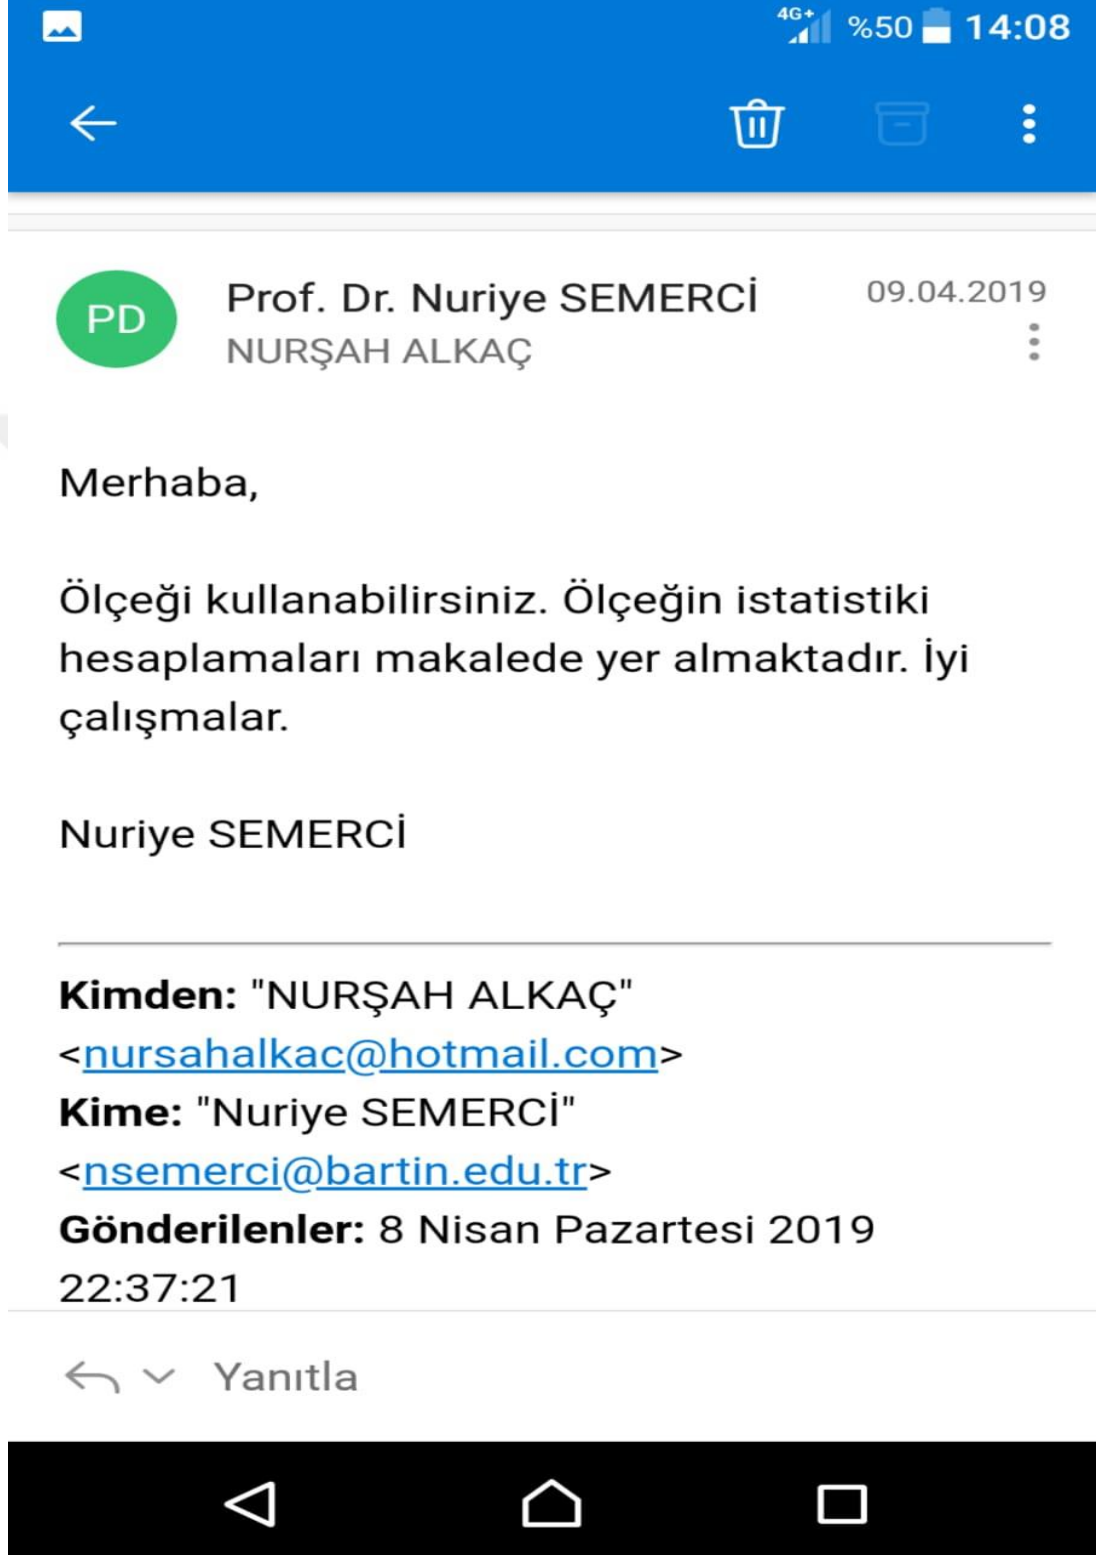 4G+ %50 14:08
PD
Prof. Dr. Nuriye SEMERCİ 09.04.2019
NURŞAH ALKAÇ
Merhaba,
Ölçeği kullanabilirsiniz. Ölçeğin istatistiki
hesaplamaları makalede yer almaktadır. İyi
çalışmalar.
Nuriye SEMERCİ
Kimden: "NURŞAH ALKAÇ"
<nursahalkac@hotmail.com>
Kime: "Nuriye SEMERCİ"
<nsemerci@bartin.edu.tr>
Gönderilenler: 8 Nisan Pazartesi 2019
22:37:21
Yanıtla